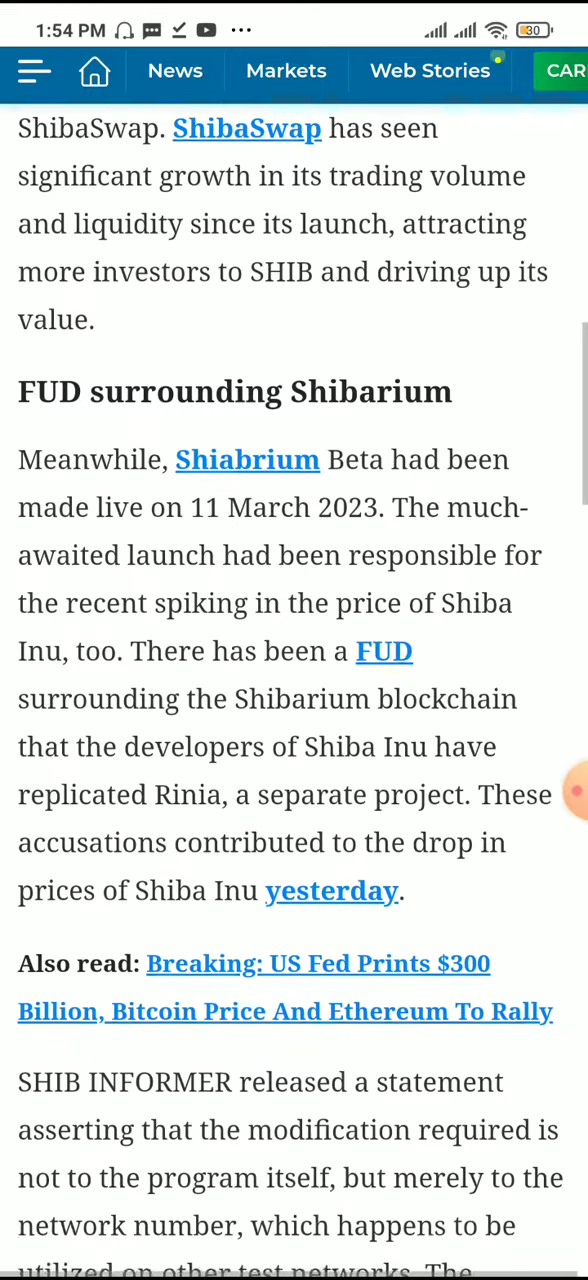 1:54 PM
30
News
Markets
Web Stories
CAR
ShibaSwap. ShibaSwap has seen
significant growth in its trading volume
and liquidity since its launch, attracting
more investors to SHIB and driving up its
value.
FUD surrounding Shibarium
Meanwhile, Shiabrium Beta had been
made live on 11 March 2023. The much-
awaited launch had been responsible for
the recent spiking in the price of Shiba
Inu, too. There has been a FUD
surrounding the Shibarium blockchain
that the developers of Shiba Inu have
replicated Rinia, a separate project. These
accusations contributed to the drop in
prices of Shiba Inu yesterday.
Also read: Breaking: US Fed Prints $300
Billion, Bitcoin Price And Ethereum To Rally
SHIB INFORMER released a statement
asserting that the modification required is
not to the program itself, but merely to the
network number, which happens to be
utilized on other test networks. The